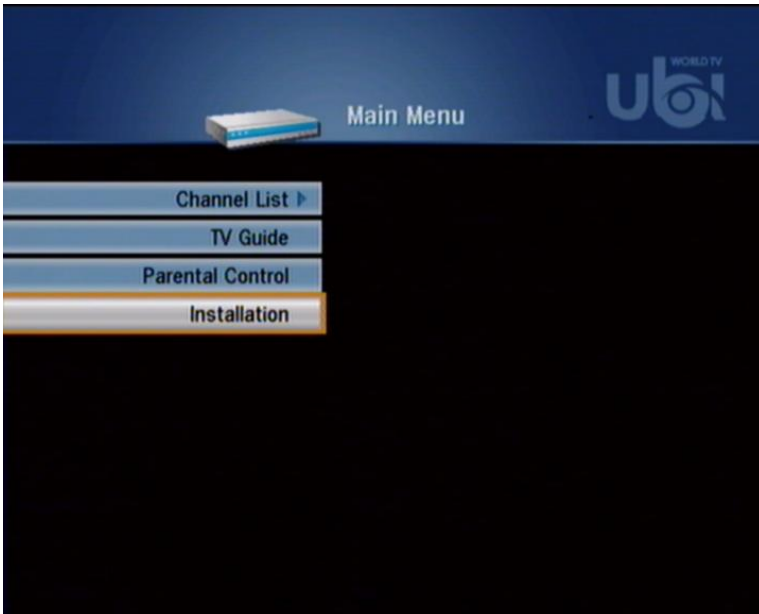 WORLD TV
ubi
Main Menu
Channel List
TV Guide
Parental Control
Installation